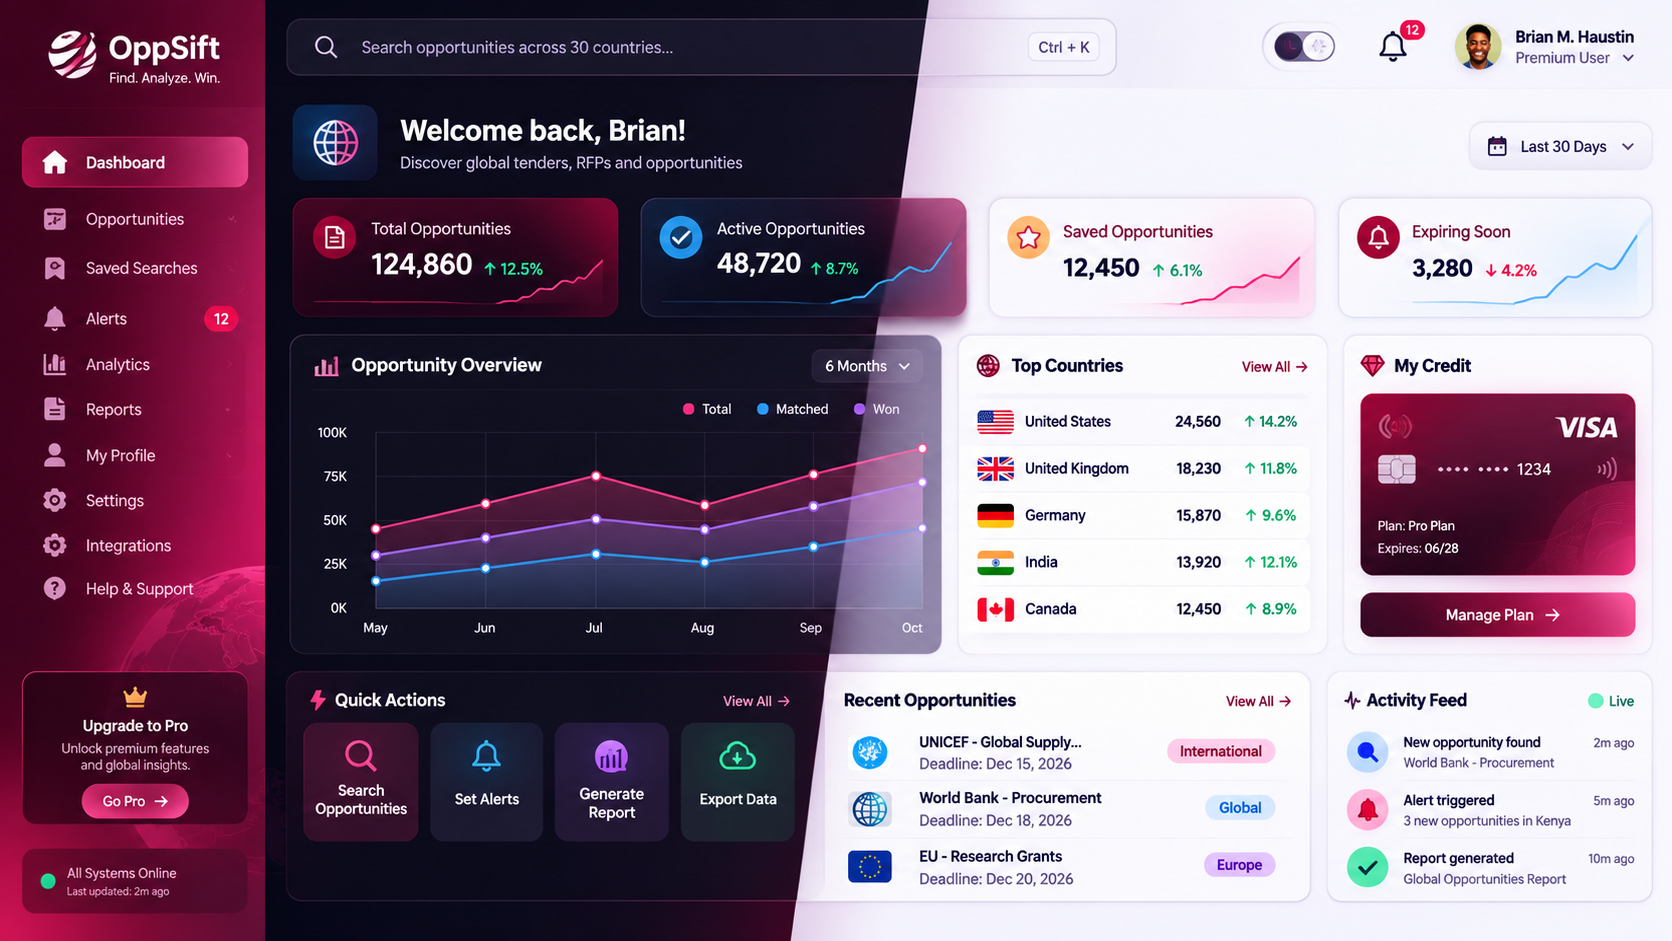 OppSift
Find. Analyze. Win.
Dashboard
Opportunities
Saved Searches
Alerts
12
Analytics
Reports
My Profile
Settings
Integrations
Help & Support
Upgrade to Pro
Unlock premium features
and global insights.
Go Pro →
All Systems Online
Last updated: 2m ago
Search opportunities across 30 countries...
Ctrl + K
12
Brian M. Haustin
Premium User
Welcome back, Brian!
Discover global tenders, RFPs and opportunities
Last 30 Days
Total Opportunities
124,860 ↑ 12.5%
Active Opportunities
48,720 ↑ 8.7%
Saved Opportunities
12,450 ↑ 6.1%
Expiring Soon
3,280 ↓ 4.2%
Opportunity Overview
6 Months
Total Matched Won
100K
75K
50K
25K
0K
May Jun Jul Aug Sep Oct
Top Countries
View All →
United States 24,560 ↑ 14.2%
United Kingdom 18,230 ↑ 11.8%
Germany 15,870 ↑ 9.6%
India 13,920 ↑ 12.1%
Canada 12,450 ↑ 8.9%
My Credit
VISA
•••• •••• 1234
Plan: Pro Plan
Expires: 06/28
Manage Plan →
Quick Actions
View All →
Search
Opportunities
Set Alerts
Generate
Report
Export Data
Recent Opportunities
View All →
UNICEF - Global Supply...
Deadline: Dec 15, 2026
International
World Bank - Procurement
Deadline: Dec 18, 2026
Global
EU - Research Grants
Deadline: Dec 20, 2026
Europe
Activity Feed
Live
New opportunity found 2m ago
World Bank - Procurement
Alert triggered 5m ago
3 new opportunities in Kenya
Report generated 10m ago
Global Opportunities Report